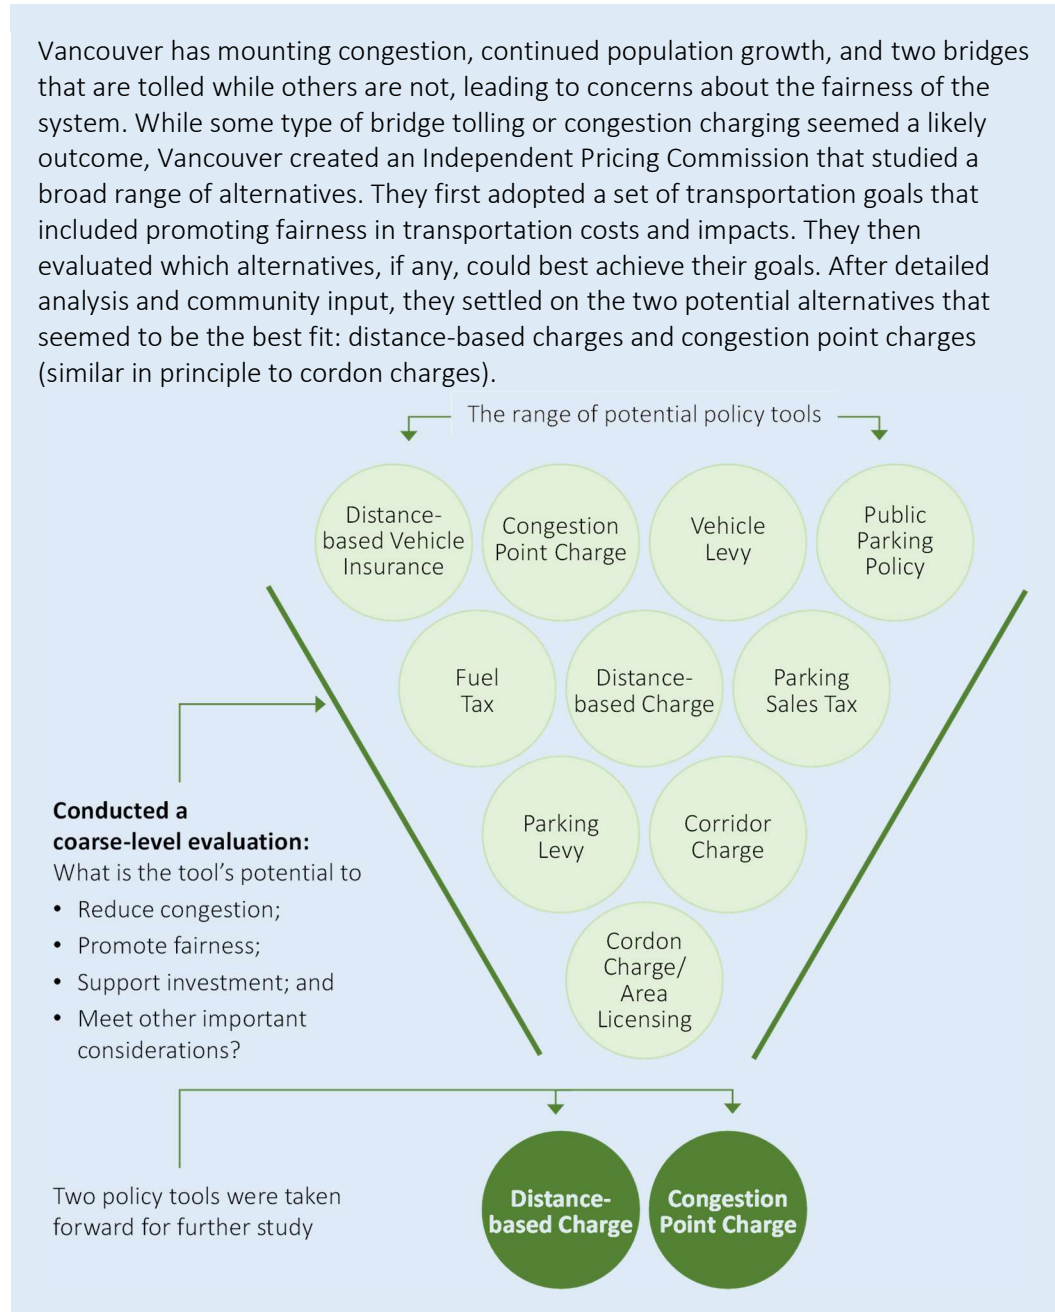 Vancouver has mounting congestion, continued population growth, and two bridges
that are tolled while others are not, leading to concerns about the fairness of the
system. While some type of bridge tolling or congestion charging seemed a likely
outcome, Vancouver created an Independent Pricing Commission that studied a
broad range of alternatives. They first adopted a set of transportation goals that
included promoting fairness in transportation costs and impacts. They then
evaluated which alternatives, if any, could best achieve their goals. After detailed
analysis and community input, they settled on the two potential alternatives that
seemed to be the best fit: distance-based charges and congestion point charges
(similar in principle to cordon charges).
The range of potential policy tools
Distance-
based Vehicle
Insurance
Congestion
Point Charge
Vehicle
Levy
Public
Parking
Policy
Fuel
Tax
Distance-
based Charge
Parking
Sales Tax
Parking
Levy
Corridor
Charge
Cordon
Charge/
Area
Licensing
Conducted a
coarse-level evaluation:
What is the tool's potential to
• Reduce congestion;
• Promote fairness;
• Support investment; and
• Meet other important
considerations?
Two policy tools were taken
forward for further study
Distance-
based Charge
Congestion
Point Charge